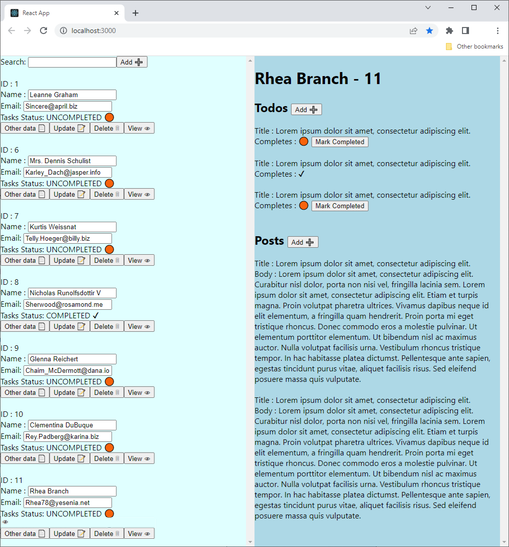 React App
localhost:3000
Other bookmarks
Search:
Add
ID : 1
Name : Leanne Graham
Email: Sincere@april.biz
Tasks Status: UNCOMPLETED
Other data Update Delete View
ID : 6
Name : Mrs. Dennis Schulist
Email: Karley_Dach@jasper.info
Tasks Status: UNCOMPLETED
Other data Update Delete View
ID : 7
Name : Kurtis Weissnat
Email: Telly.Hoeger@billy.biz
Tasks Status: UNCOMPLETED
Other data Update Delete View
ID : 8
Name : Nicholas Runolfsdottir V
Email: Sherwood@rosamond.me
Tasks Status: COMPLETED ✓
Other data Update Delete View
ID : 9
Name : Glenna Reichert
Email: Chaim_McDermott@dana.io
Tasks Status: UNCOMPLETED
Other data Update Delete View
ID : 10
Name : Clementina DuBuque
Email: Rey.Padberg@karina.biz
Tasks Status: UNCOMPLETED
Other data Update Delete View
ID : 11
Name : Rhea Branch
Email: Rhea78@yesenia.net
Tasks Status: UNCOMPLETED
Other data Update Delete View
Rhea Branch - 11
Todos Add
Title : Lorem ipsum dolor sit amet, consectetur adipiscing elit.
Completes : Mark Completed
Title : Lorem ipsum dolor sit amet, consectetur adipiscing elit.
Completes : ✓
Title : Lorem ipsum dolor sit amet, consectetur adipiscing elit.
Completes : Mark Completed
Posts Add
Title : Lorem ipsum dolor sit amet, consectetur adipiscing elit.
Body : Lorem ipsum dolor sit amet, consectetur adipiscing elit.
Curabitur nisl dolor, porta non nisi vel, fringilla lacinia sem. Lorem
ipsum dolor sit amet, consectetur adipiscing elit. Etiam et turpis
magna. Proin volutpat pharetra ultrices. Vivamus dapibus neque id
elit elementum, a fringilla quam hendrerit. Proin porta mi eget
tristique rhoncus. Donec commodo eros a molestie pulvinar. Ut
elementum porttitor elementum. Ut bibendum nisl ac maximus
auctor. Nulla volutpat facilisis urna. Vestibulum rhoncus tristique
tempor. In hac habitasse platea dictumst. Pellentesque ante sapien,
egestas tincidunt purus vitae, aliquet facilisis risus. Sed eleifend
posuere massa quis vulputate.
Title : Lorem ipsum dolor sit amet, consectetur adipiscing elit.
Body : Lorem ipsum dolor sit amet, consectetur adipiscing elit.
Curabitur nisl dolor, porta non nisi vel, fringilla lacinia sem. Lorem
ipsum dolor sit amet, consectetur adipiscing elit. Etiam et turpis
magna. Proin volutpat pharetra ultrices. Vivamus dapibus neque id
elit elementum, a fringilla quam hendrerit. Proin porta mi eget
tristique rhoncus. Donec commodo eros a molestie pulvinar. Ut
elementum porttitor elementum. Ut bibendum nisl ac maximus
auctor. Nulla volutpat facilisis urna. Vestibulum rhoncus tristique
tempor. In hac habitasse platea dictumst. Pellentesque ante sapien,
egestas tincidunt purus vitae, aliquet facilisis risus. Sed eleifend
posuere massa quis vulputate.